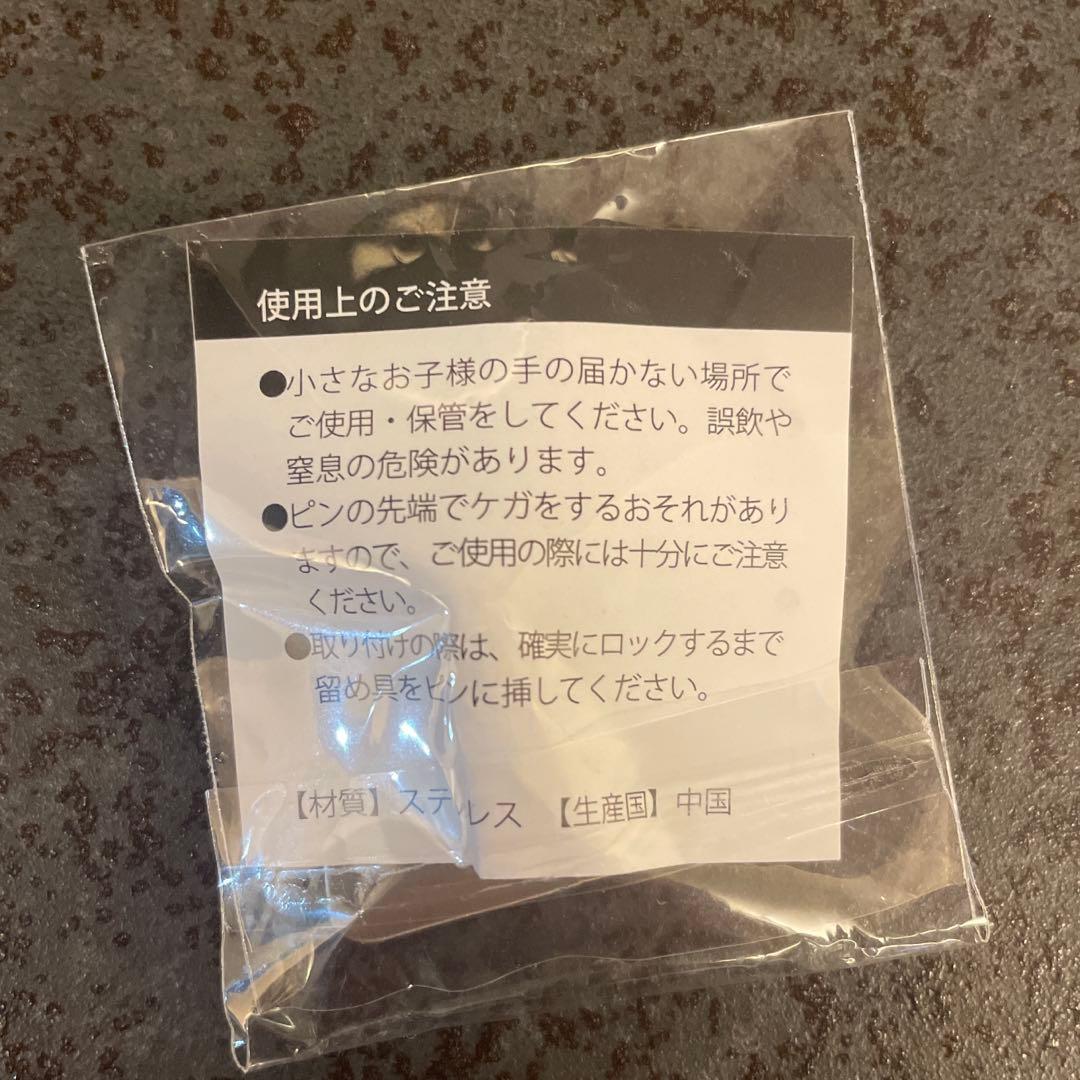 使用上のご注意
●小さなお子様の手の届かない場所で
ご使用・保管をしてください。誤飲や
窒息の危険があります。
●ピンの先端でケガをするおそれがあり
ますので、ご使用の際には十分にご注意
ください。
●取り付けの際は、確実にロックするまで
留め具をピンに挿してください。
【材質】ステンレス 【生産国】中国